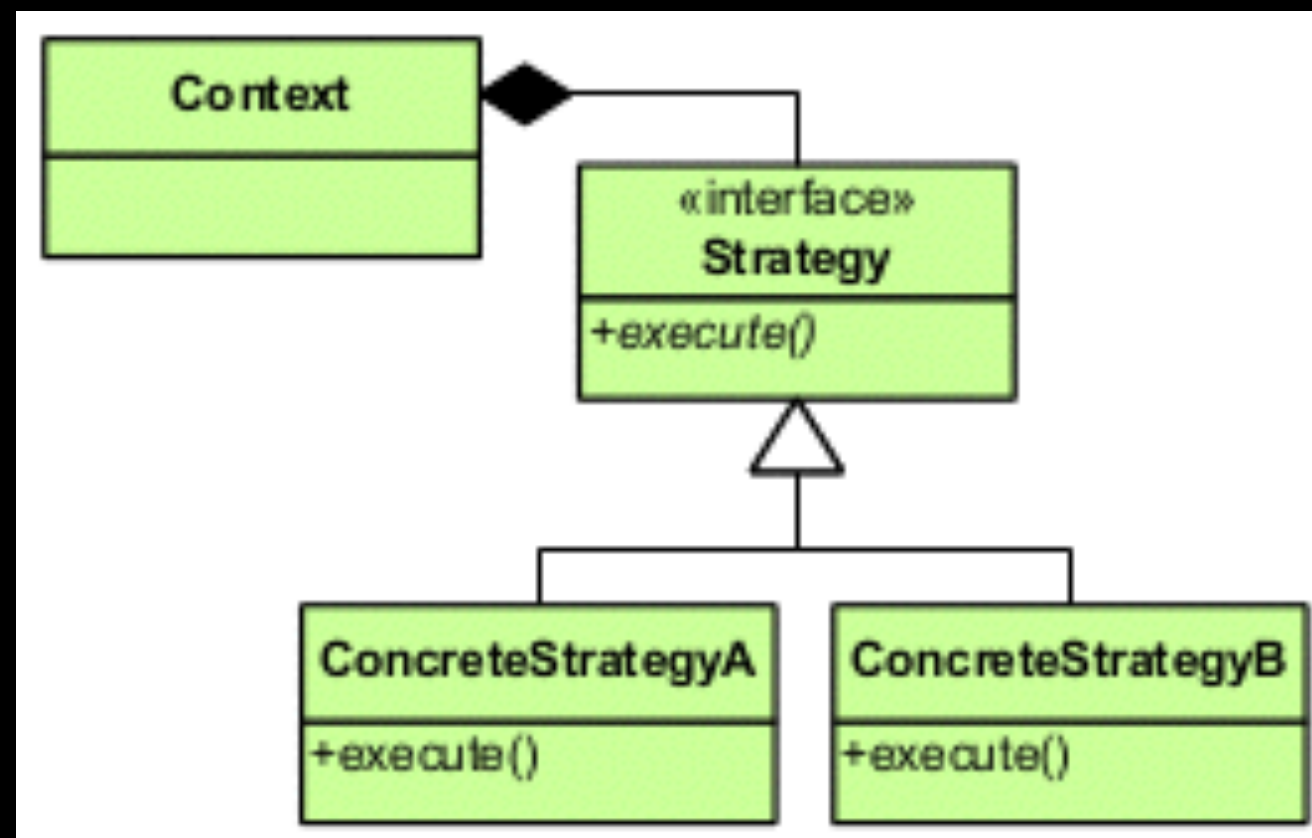 Context
«interface»
Strategy
+execute()
ConcreteStrategyA
+execute()
ConcreteStrategyB
+execute()